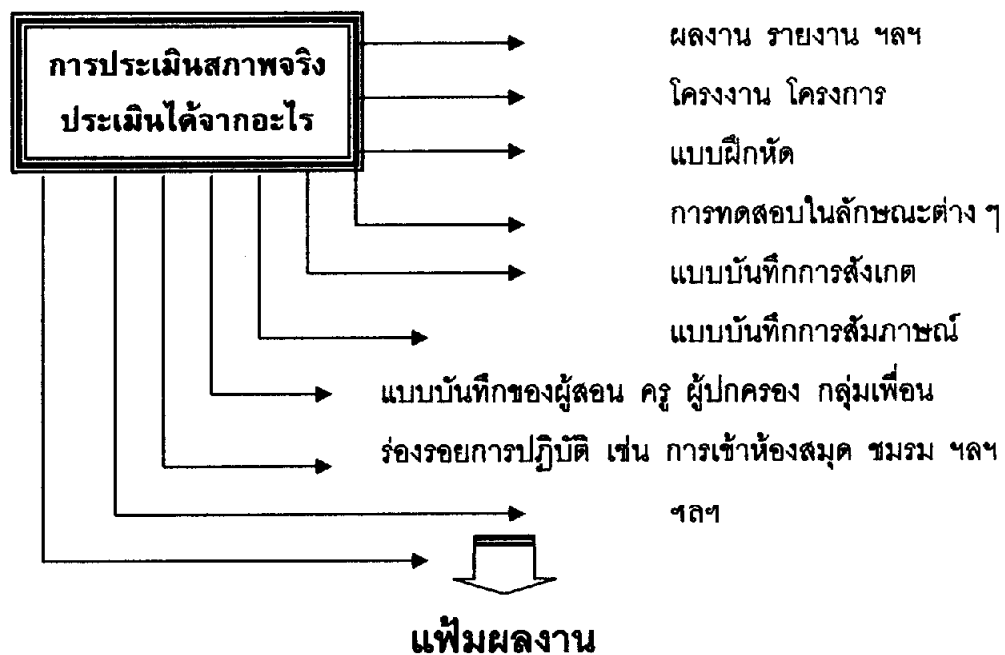 การประเมินสภาพจริง
ประเมินได้จากอะไร
ผลงาน รายงาน ฯลฯ
โครงงาน โครงการ
แบบฝึกหัด
การทดสอบในลักษณะต่าง ๆ
แบบบันทึกการสังเกต
แบบบันทึกการสัมภาษณ์
แบบบันทึกของผู้สอน ครู ผู้ปกครอง กลุ่มเพื่อน
ร่องรอยการปฏิบัติ เช่น การเข้าห้องสมุด ชมรม ฯลฯ
ฯลฯ
แฟ้มผลงาน